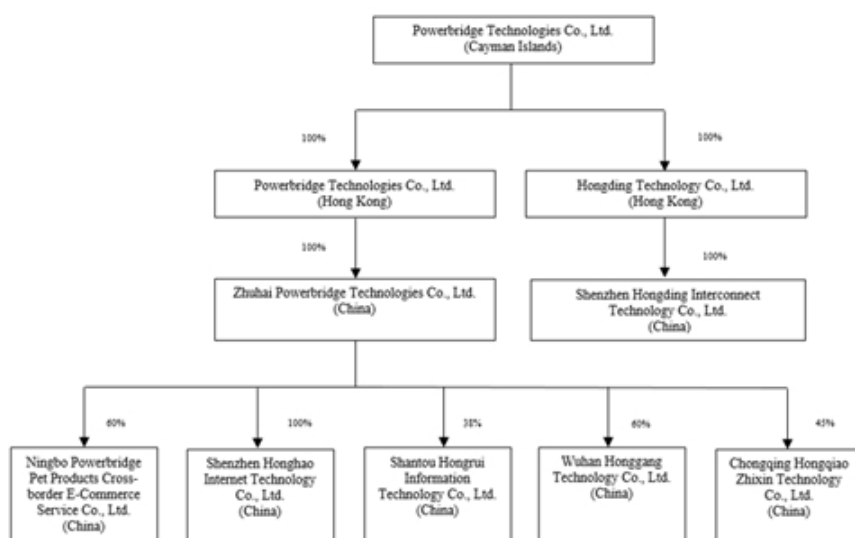 Powerbridge Technologies Co., Ltd.
(Cayman Islands)
100%
100%
Powerbridge Technologies Co., Ltd.
(Hong Kong)
Hongding Technology Co., Ltd.
(Hong Kong)
100%
100%
Zhuhai Powerbridge Technologies Co., Ltd.
(China)
Shenzhen Hongding Interconnect
Technology Co., Ltd.
(China)
60%
100%
38%
60%
45%
Ningbo Powerbridge
Pet Products Cross-
border E-Commerce
Service Co., Ltd.
(China)
Shenzhen Honghao
Internet Technology
Co., Ltd.
(China)
Shantou Hongrui
Information
Technology Co., Ltd.
(China)
Wuhan Honggang
Technology Co., Ltd.
(China)
Chongqing Hongqiao
Zhixin Technology
Co., Ltd.
(China)